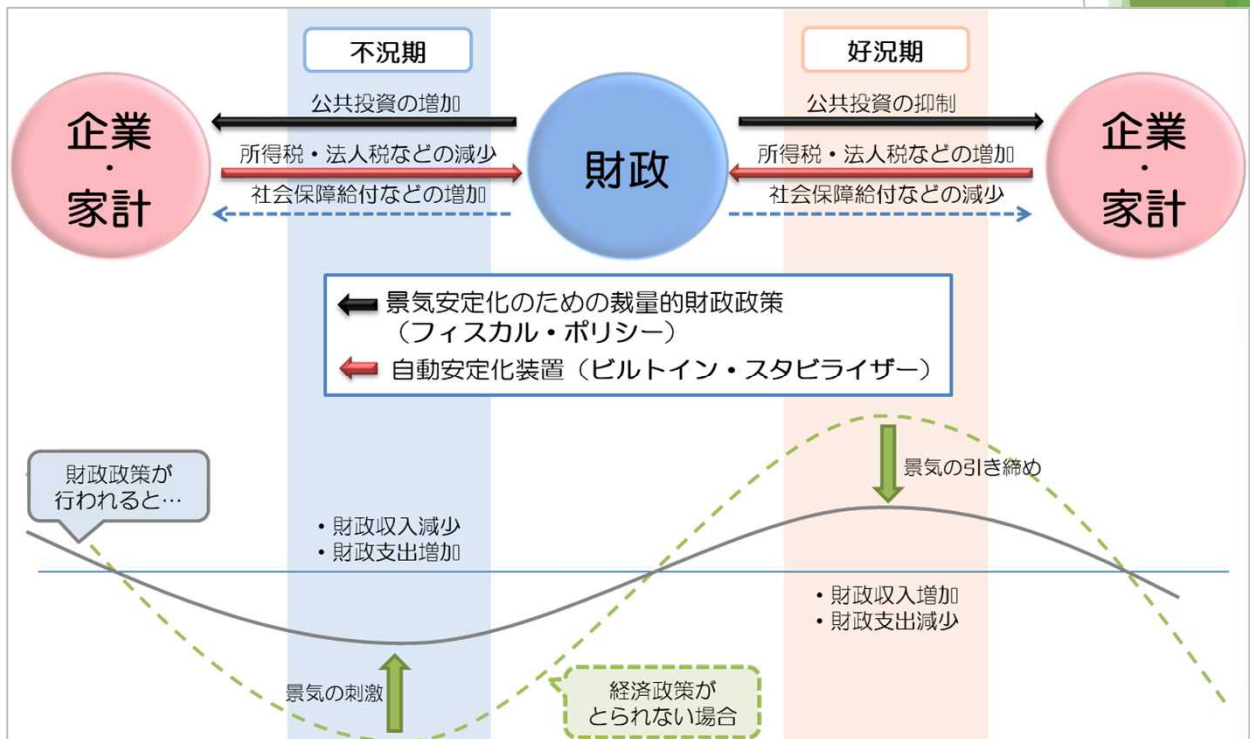 不況期
好況期
公共投資の増加
公共投資の抑制
企業
・
家計
所得税・法人税などの減少
社会保障給付などの増加
財政
所得税・法人税などの増加
社会保障給付などの減少
企業
・
家計
景気安定化のための裁量的財政政策
（フィスカル・ポリシー）
自動安定化装置（ビルトイン・スタビライザー）
財政政策が
行われると…
景気の引き締め
・財政収入減少
・財政支出増加
・財政収入増加
・財政支出減少
景気の刺激
経済政策が
とられない場合